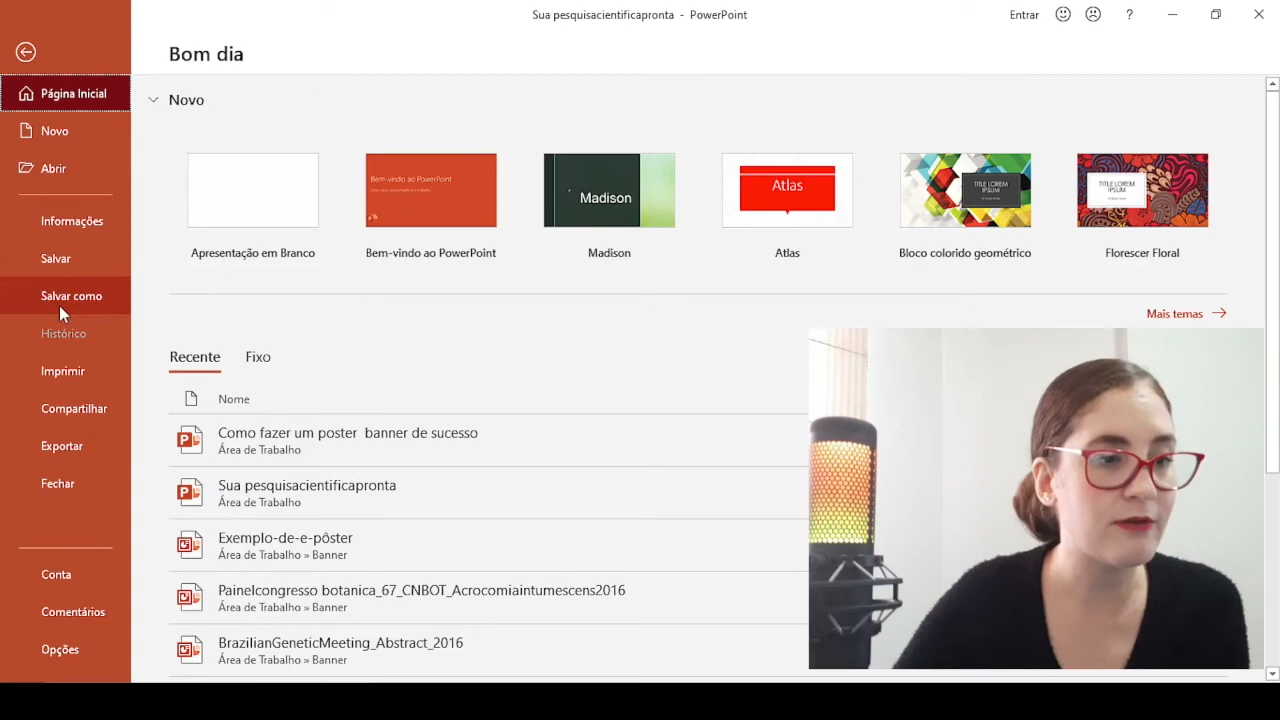 Sua pesquisacientificapronta - PowerPoint
Entrar
?
Bom dia
Página Inicial
Novo
Abrir
Informações
Salvar
Salvar como
Histórico
Imprimir
Compartilhar
Exportar
Fechar
Conta
Comentários
Opções
Novo
Bem-vindo ao PowerPoint
Madison
Atlas
TITLE LOREM
IPSUM
TITLE LOREM
IPSUM
Apresentação em Branco
Bem-vindo ao PowerPoint
Madison
Atlas
Bloco colorido geométrico
Florescer Floral
Mais temas
Recente
Fixo
Nome
Como fazer um poster  banner de sucesso
Área de Trabalho
Sua pesquisacientificapronta
Área de Trabalho
Exemplo-de-e-pôster
Área de Trabalho » Banner
Painelcongresso botanica_67_CNBOT_Acrocomiaintumescens2016
Área de Trabalho » Banner
BrazilianGeneticMeeting_Abstract_2016
Área de Trabalho » Banner